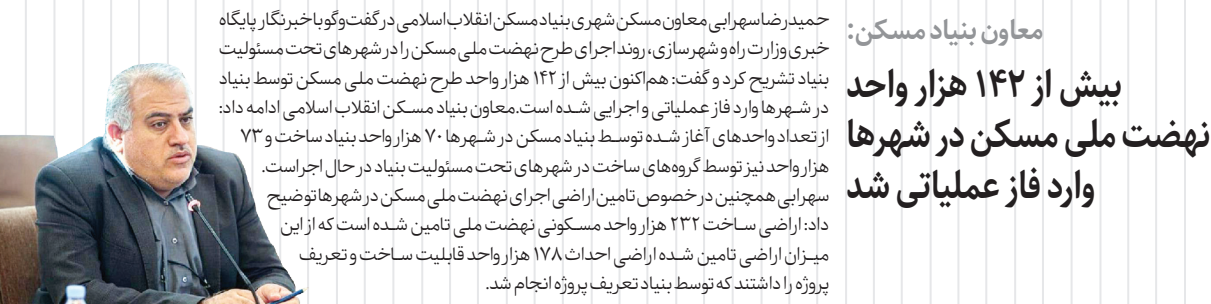 معاون بنیاد مسکن:
بیش از ۱۴۲ هزار واحد
نهضت ملی مسکن در شهرها
وارد فاز عملیاتی شد
حمیدرضا سهرابی معاون مسکن شهری بنیاد مسکن انقلاب اسلامی در گفت‌وگو با خبرنگار پایگاه
خبری وزارت راه و شهرسازی، روند اجرای طرح نهضت ملی مسکن را در شهرهای تحت مسئولیت
بنیاد تشریح کرد و گفت: هم‌اکنون بیش از ۱۴۲ هزار واحد طرح نهضت ملی مسکن توسط بنیاد
در شهرها وارد فاز عملیاتی و اجرایی شده است.معاون بنیاد مسکن انقلاب اسلامی ادامه داد:
از تعداد واحدهای آغاز شده توسط بنیاد مسکن در شهرها ۷۰ هزار واحد بنیاد ساخت و ۷۳
هزار واحد نیز توسط گروه‌های ساخت در شهرهای تحت مسئولیت بنیاد در حال اجراست.
سهرابی همچنین در خصوص تامین اراضی اجرای نهضت ملی مسکن در شهرها توضیح
داد: اراضی ساخت ۲۳۲ هزار واحد مسکونی نهضت ملی تامین شده است که از این
میزان اراضی تامین شده اراضی احداث ۱۷۸ هزار واحد قابلیت ساخت و تعریف
پروژه را داشتند که توسط بنیاد تعریف پروژه انجام شد.